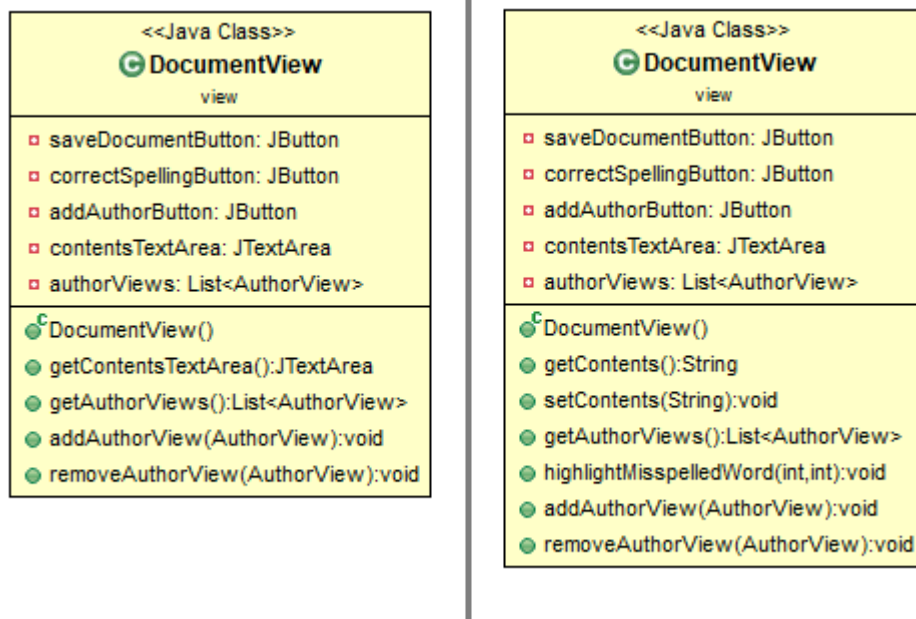 <<Java Class>>
DocumentView
view
saveDocumentButton: JButton
correctSpellingButton: JButton
addAuthorButton: JButton
contentsTextArea: JTextArea
authorViews: List<AuthorView>
DocumentView()
getContentsTextArea():JTextArea
getAuthorViews():List<AuthorView>
addAuthorView(AuthorView):void
removeAuthorView(AuthorView):void
<<Java Class>>
DocumentView
view
saveDocumentButton: JButton
correctSpellingButton: JButton
addAuthorButton: JButton
contentsTextArea: JTextArea
authorViews: List<AuthorView>
DocumentView()
getContents():String
setContents(String):void
getAuthorViews():List<AuthorView>
highlightMisspelledWord(int,int):void
addAuthorView(AuthorView):void
removeAuthorView(AuthorView):void